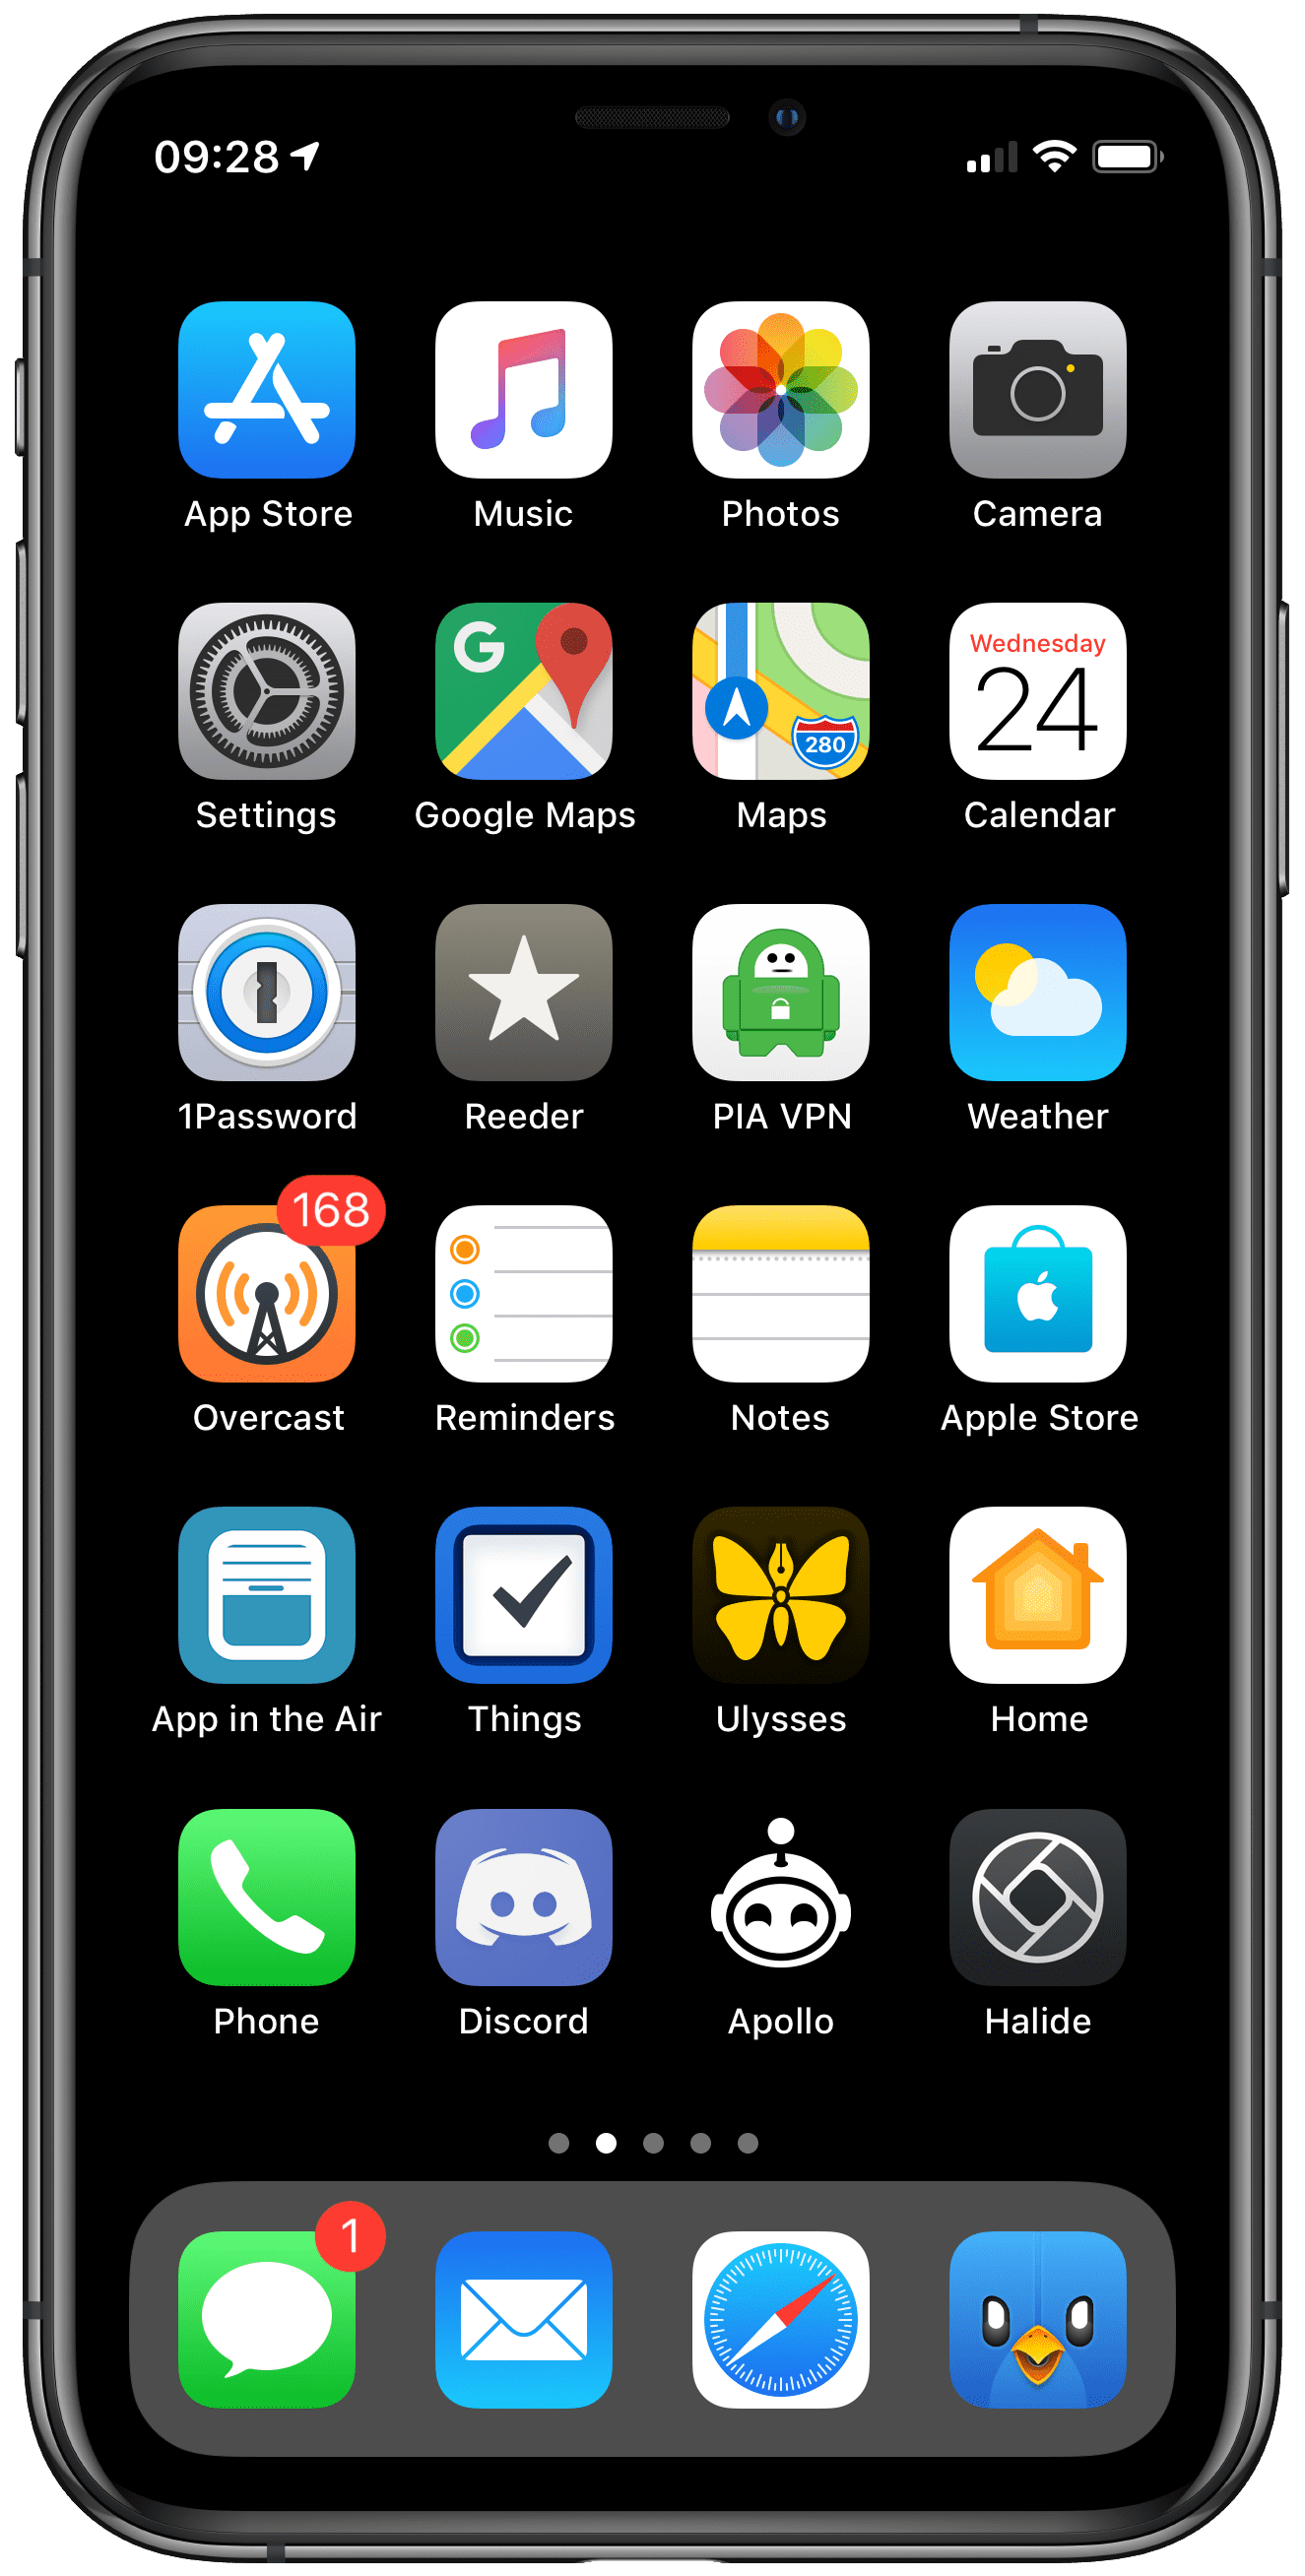 09:28
App Store
Music
Photos
Camera
G
280
Wednesday
24
Settings
Google Maps
Maps
Calendar
1Password
Reeder
PIA VPN
Weather
168
Overcast
Reminders
Notes
Apple Store
App in the Air
Things
Ulysses
Home
Phone
Discord
Apollo
Halide
1